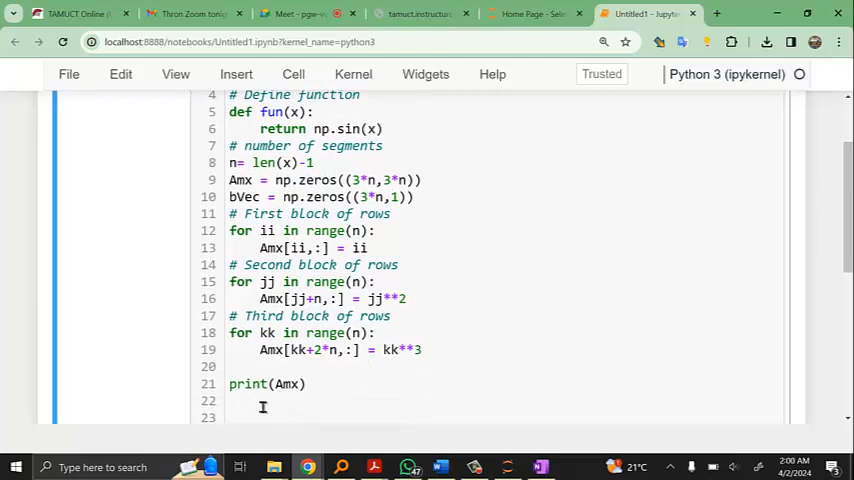 TAMUCT Online (
Thron Zoom tonig
Meet – pgw-v
tamuct.instructure
Home Page - Sele
Untitled1 - Jupyte
localhost:8888/notebooks/Untitled1.ipynb?kernel_name=python3
File Edit View Insert Cell Kernel Widgets Help Trusted Python 3 (ipykernel)
4 # Define function
5 def fun(x):
6 return np.sin(x)
7 # number of segments
8 n= len(x)-1
9 Amx = np.zeros((3*n,3*n))
10 bVec = np.zeros((3*n,1))
11 # First block of rows
12 for ii in range(n):
13 Amx[ii,:] = ii
14 # Second block of rows
15 for jj in range(n):
16 Amx[jj+n,:] = jj**2
17 # Third block of rows
18 for kk in range(n):
19 Amx[kk+2*n,:] = kk**3
20
21 print(Amx)
22
23
Type here to search
47
21°C
2:00 AM
4/2/2024
3